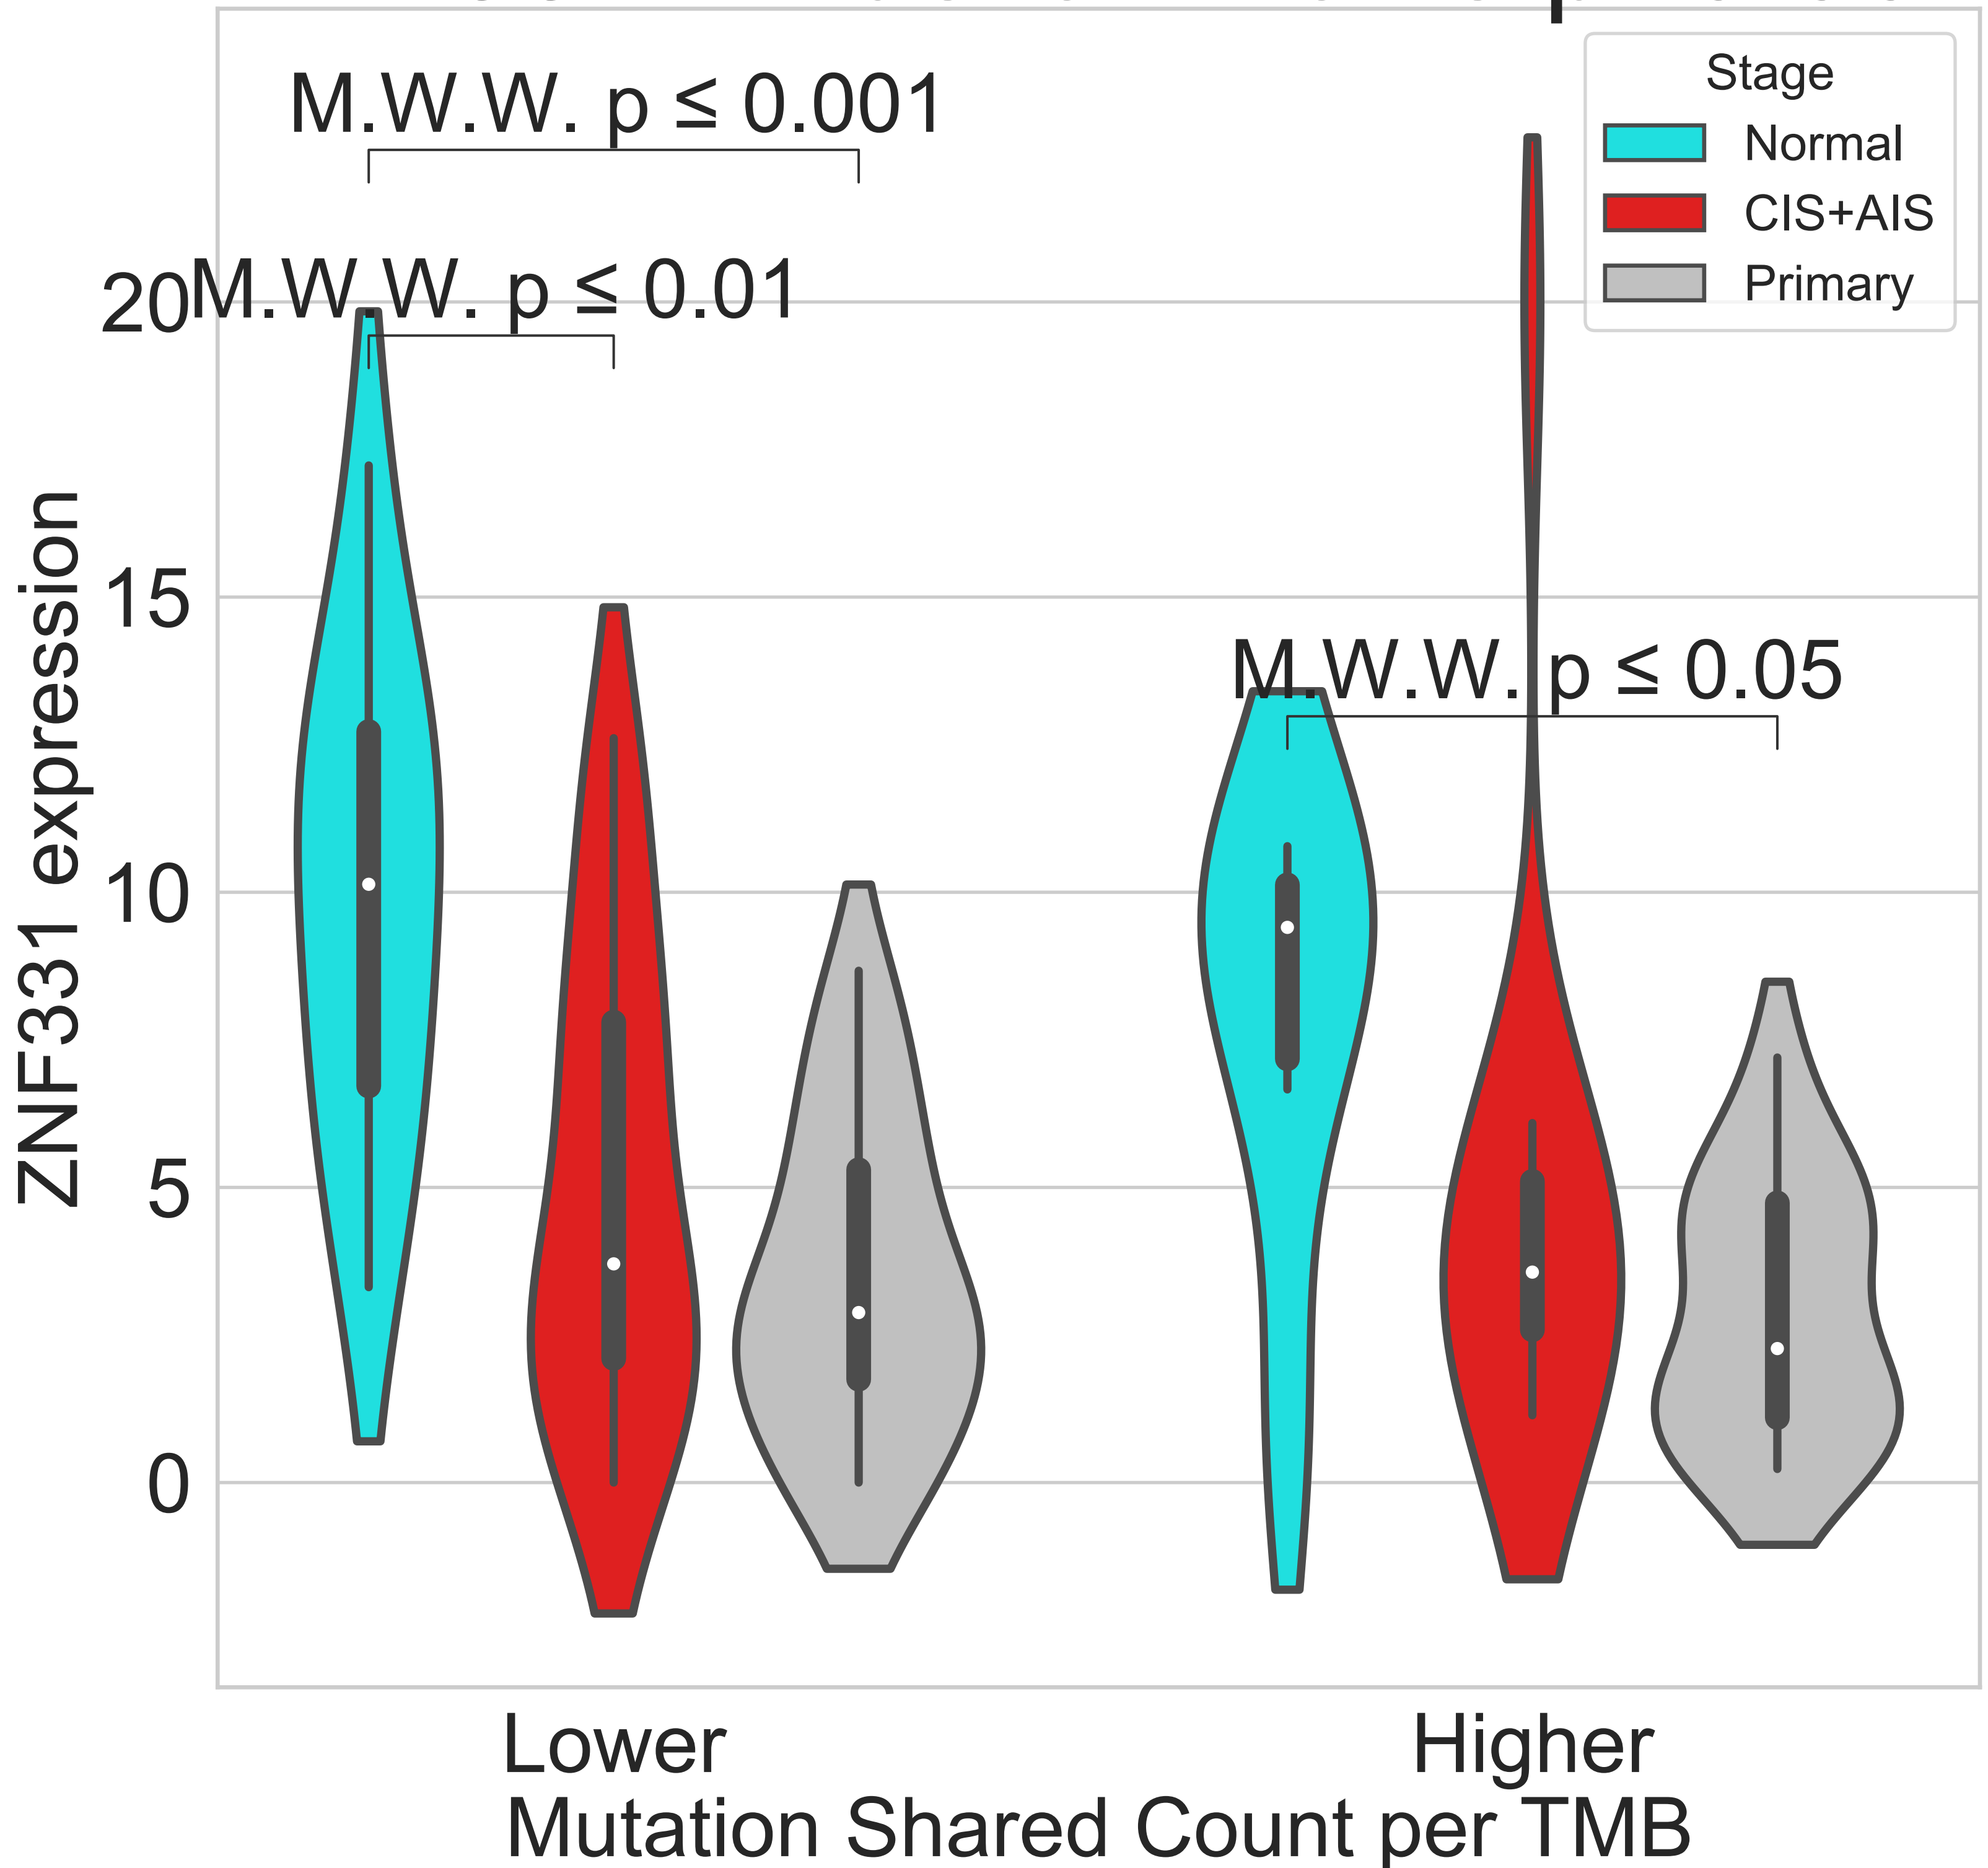 M.W.W. p ≤ 0.001
Stage
Normal
CIS+AIS
Primary
M.W.W. p ≤ 0.01
M.W.W. p ≤ 0.05
20
15
10
5
0
ZNF331 expression
Lower
Higher
Mutation Shared Count per TMB